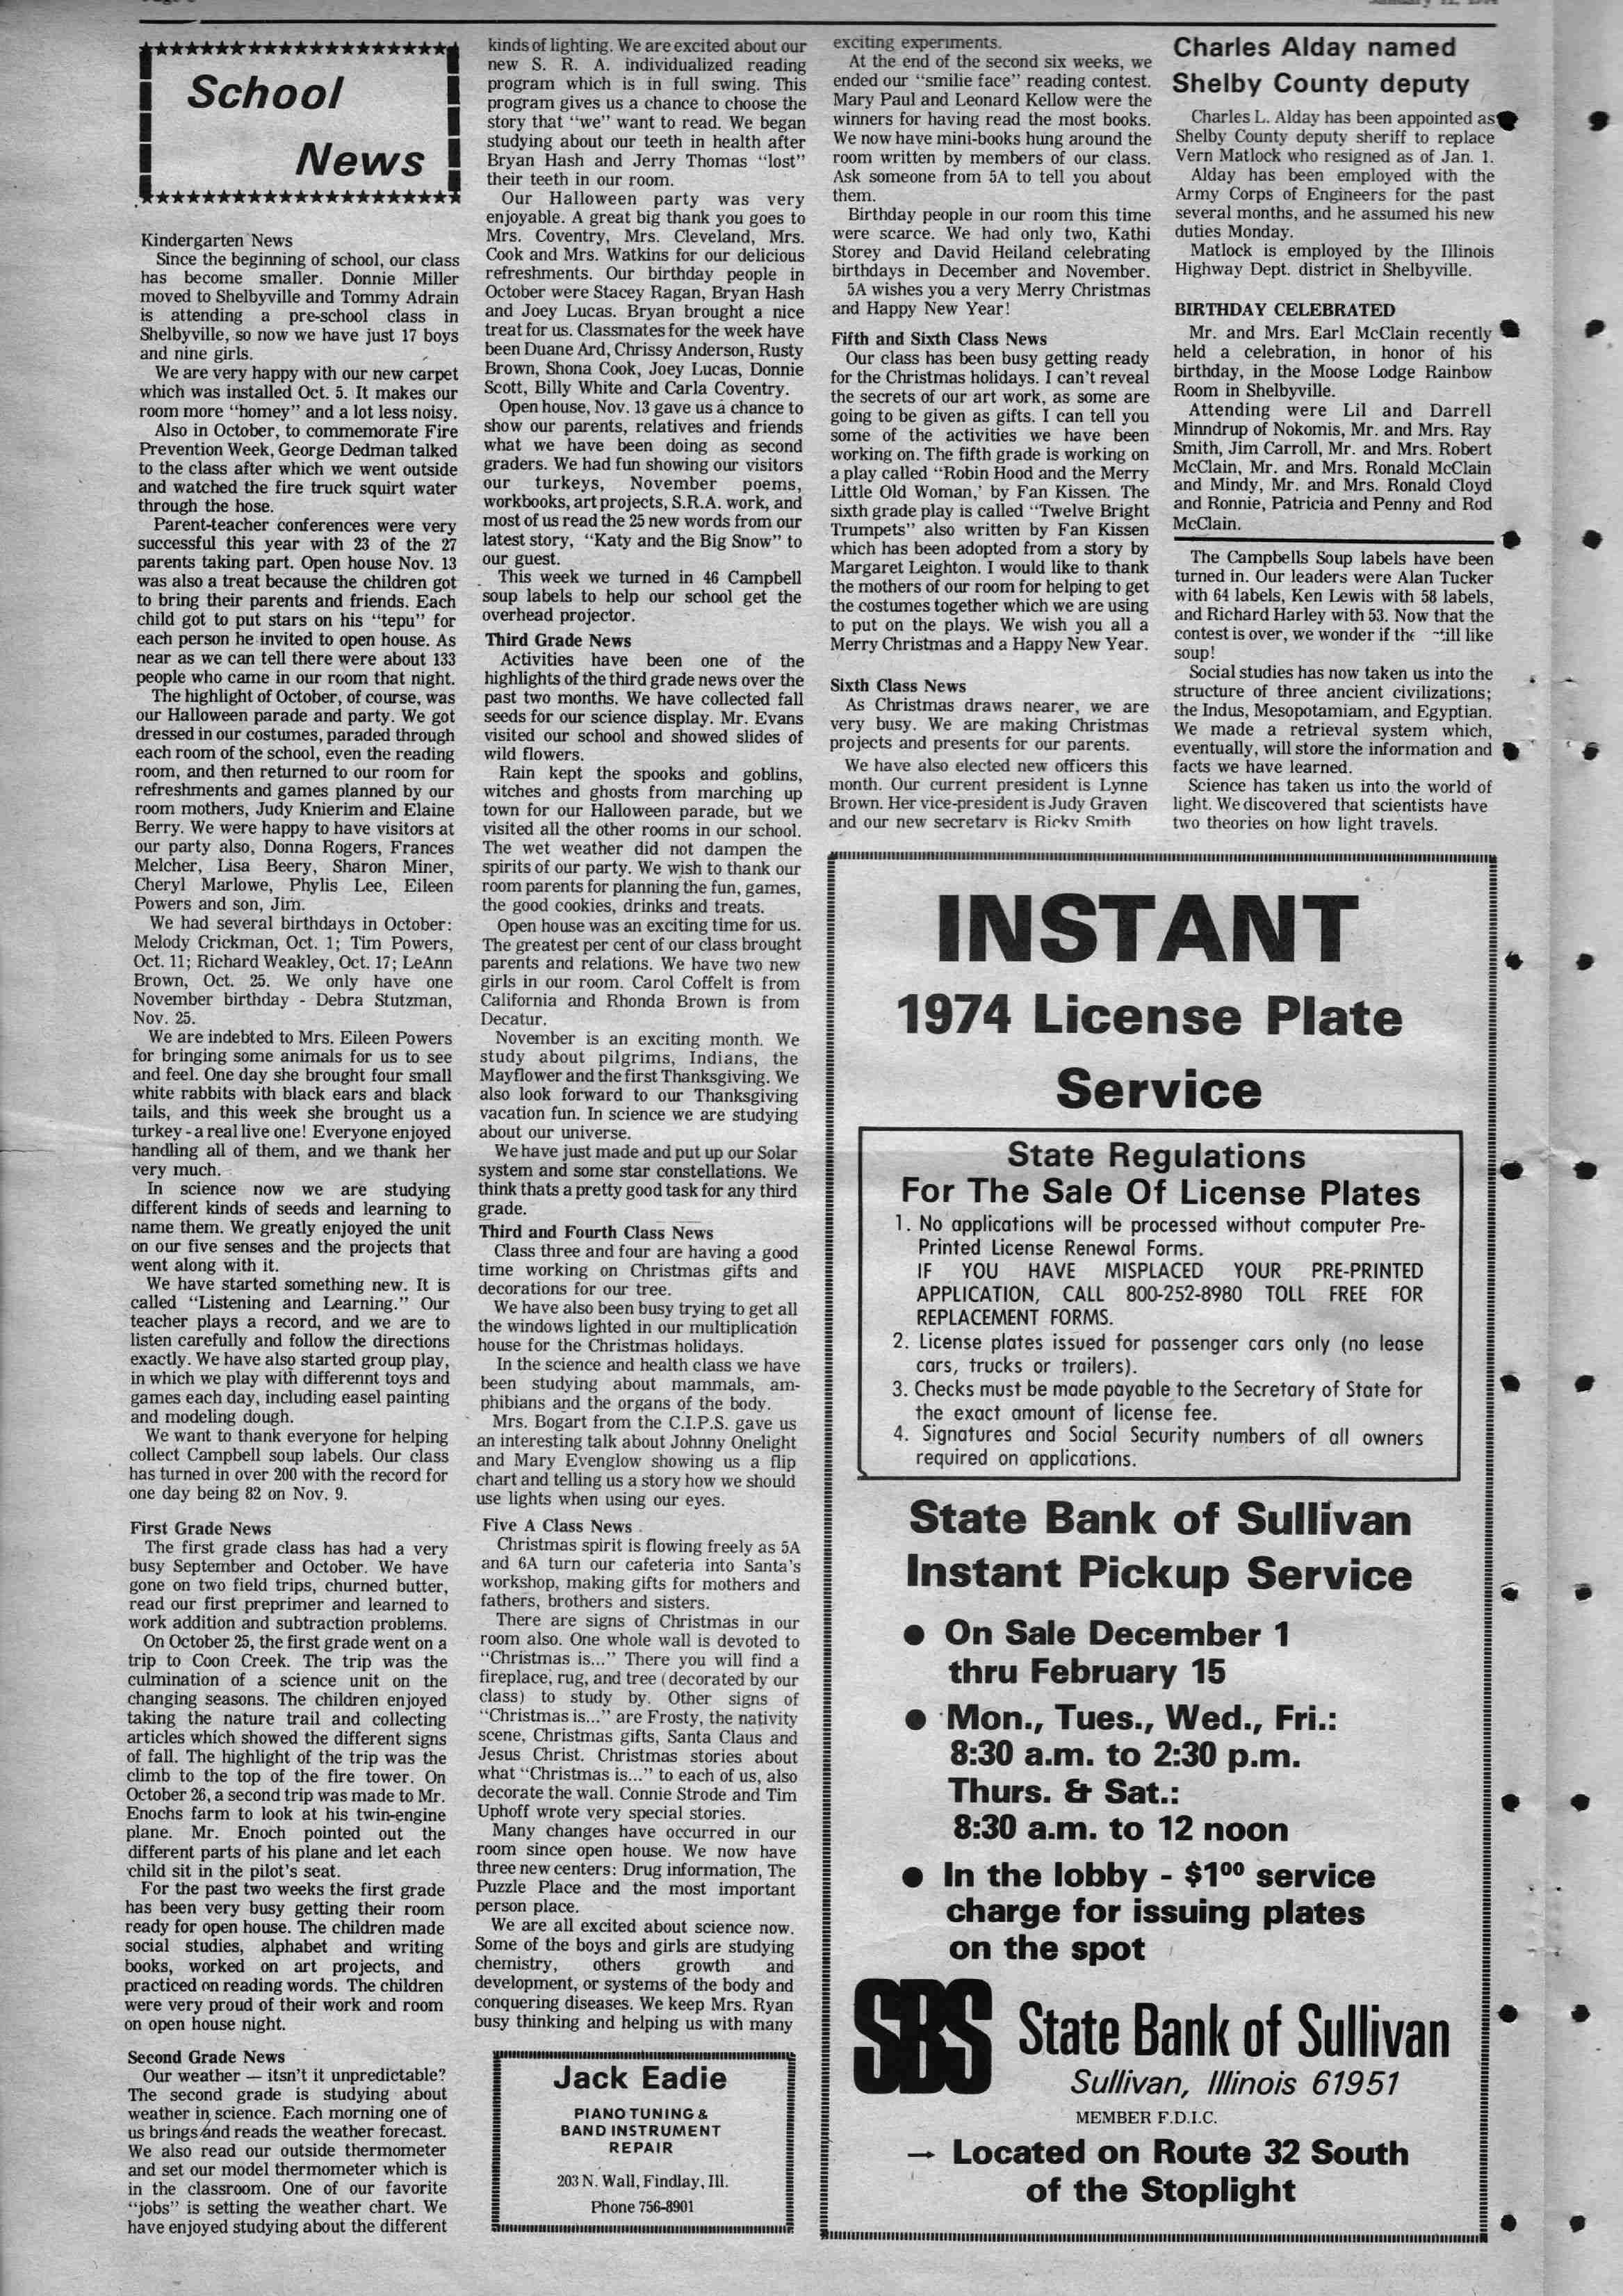 School
News
Kindergarten News
Since the beginning of school, our class
has become smaller. Donnie Miller
moved to Shelbyville and Tommy Adrain
is attending a pre-school class in
Shelbyville, so now we have just 17 boys
and nine girls.
We are very happy with our new carpet
which was installed Oct. 5. It makes our
room more "homey" and a lot less noisy.
Also in October, to commemorate Fire
Prevention Week, George Dedman talked
to the class after which we went outside
and watched the fire truck squirt water
through the hose.
Parent-teacher conferences were very
successful this year with 23 of the 27
parents taking part. Open house Nov. 13
was also a treat because the children got
to bring their parents and friends. Each
child got to put stars on his "tepu" for
each person he invited to open house. As
near as we can tell there were about 133
people who came in our room that night.
The highlight of October, of course, was
our Halloween parade and party. We got
dressed in our costumes, paraded through
each room of the school, even the reading
room, and then returned to our room for
refreshments and games planned by our
room mothers, Judy Knierim and Elaine
Berry. We were happy to have visitors at
our party also, Donna Rogers, Frances
Melcher, Lisa Beery, Sharon Miner,
Cheryl Marlowe, Phylis Lee, Eileen
Powers and son, Jim.
We had several birthdays in October:
Melody Crickman, Oct. 1; Tim Powers,
Oct. 11; Richard Weakley, Oct. 17; LeAnn
Brown, Oct. 25. We only have one
November birthday - Debra Stutzman,
Nov. 25.
We are indebted to Mrs. Eileen Powers
for bringing some animals for us to see
and feel. One day she brought four small
white rabbits with black ears and black
tails, and this week she brought us a
turkey - a real live one! Everyone enjoyed
handling all of them, and we thank her
very much.
In science now we are studying
different kinds of seeds and learning to
name them. We greatly enjoyed the unit
on our five senses and the projects that
went along with it.
We have started something new. It is
called "Listening and Learning." Our
teacher plays a record, and we are to
listen carefully and follow the directions
exactly. We have also started group play,
in which we play with differennt toys and
games each day, including easel painting
and modeling dough.
We want to thank everyone for helping
collect Campbell soup labels. Our class
has turned in over 200 with the record for
one day being 82 on Nov. 9.
First Grade News
The first grade class has had a very
busy September and October. We have
gone on two field trips, churned butter,
read our first preprimer and learned to
work addition and subtraction problems.
On October 25, the first grade went on a
trip to Coon Creek. The trip was the
culmination of a science unit on the
changing seasons. The children enjoyed
taking the nature trail and collecting
articles which showed the different signs
of fall. The highlight of the trip was the
climb to the top of the fire tower. On
October 26, a second trip was made to Mr.
Enochs farm to look at his twin-engine
plane. Mr. Enoch pointed out the
different parts of his plane and let each
child sit in the pilot's seat.
For the past two weeks the first grade
has been very busy getting their room
ready for open house. The children made
social studies, alphabet and writing
books, worked on art projects, and
practiced on reading words. The children
were very proud of their work and room
on open house night.
Second Grade News
Our weather — itsn't it unpredictable?
The second grade is studying about
weather in science. Each morning one of
us brings and reads the weather forecast.
We also read our outside thermometer
and set our model thermometer which is
in the classroom. One of our favorite
"jobs" is setting the weather chart. We
have enjoyed studying about the different
kinds of lighting. We are excited about our
new S. R. A. individualized reading
program which is in full swing. This
program gives us a chance to choose the
story that "we" want to read. We began
studying about our teeth in health after
Bryan Hash and Jerry Thomas "lost"
their teeth in our room.
Our Halloween party was very
enjoyable. A great big thank you goes to
Mrs. Coventry, Mrs. Cleveland, Mrs.
Cook and Mrs. Watkins for our delicious
refreshments. Our birthday people in
October were Stacey Ragan, Bryan Hash
and Joey Lucas. Bryan brought a nice
treat for us. Classmates for the week have
been Duane Ard, Chrissy Anderson, Rusty
Brown, Shona Cook, Joey Lucas, Donnie
Scott, Billy White and Carla Coventry.
Open house, Nov. 13 gave us a chance to
show our parents, relatives and friends
what we have been doing as second
graders. We had fun showing our visitors
our turkeys, November poems,
workbooks, art projects, S.R.A. work, and
most of us read the 25 new words from our
latest story, "Katy and the Big Snow" to
our guest.
This week we turned in 46 Campbell
soup labels to help our school get the
overhead projector.
Third Grade News
Activities have been one of the
highlights of the third grade news over the
past two months. We have collected fall
seeds for our science display. Mr. Evans
visited our school and showed slides of
wild flowers.
Rain kept the spooks and goblins,
witches and ghosts from marching up
town for our Halloween parade, but we
visited all the other rooms in our school.
The wet weather did not dampen the
spirits of our party. We wish to thank our
room parents for planning the fun, games,
the good cookies, drinks and treats.
Open house was an exciting time for us.
The greatest per cent of our class brought
parents and relations. We have two new
girls in our room. Carol Coffelt is from
California and Rhonda Brown is from
Decatur.
November is an exciting month. We
study about pilgrims, Indians, the
Mayflower and the first Thanksgiving. We
also look forward to our Thanksgiving
vacation fun. In science we are studying
about our universe.
We have just made and put up our Solar
system and some star constellations. We
think thats a pretty good task for any third
grade.
Third and Fourth Class News
Class three and four are having a good
time working on Christmas gifts and
decorations for our tree.
We have also been busy trying to get all
the windows lighted in our multiplication
house for the Christmas holidays.
In the science and health class we have
been studying about mammals, am-
phibians and the organs of the body.
Mrs. Bogart from the C.I.P.S. gave us
an interesting talk about Johnny Onelight
and Mary Evenglow showing us a flip
chart and telling us a story how we should
use lights when using our eyes.
Five A Class News
Christmas spirit is flowing freely as 5A
and 6A turn our cafeteria into Santa's
workshop, making gifts for mothers and
fathers, brothers and sisters.
There are signs of Christmas in our
room also. One whole wall is devoted to
"Christmas is..." There you will find a
fireplace, rug, and tree (decorated by our
class) to study by. Other signs of
"Christmas is..." are Frosty, the nativity
scene, Christmas gifts, Santa Claus and
Jesus Christ. Christmas stories about
what "Christmas is..." to each of us, also
decorate the wall. Connie Strode and Tim
Uphoff wrote very special stories.
Many changes have occurred in our
room since open house. We now have
three new centers: Drug information, The
Puzzle Place and the most important
person place.
We are all excited about science now.
Some of the boys and girls are studying
chemistry, others growth and
development, or systems of the body and
conquering diseases. We keep Mrs. Ryan
busy thinking and helping us with many
Jack Eadie
PIANO TUNING &
BAND INSTRUMENT
REPAIR
203 N. Wall, Findlay, Ill.
Phone 756-8901
exciting experiments.
At the end of the second six weeks, we
ended our "smilie face" reading contest.
Mary Paul and Leonard Kellow were the
winners for having read the most books.
We now have mini-books hung around the
room written by members of our class.
Ask someone from 5A to tell you about
them.
Birthday people in our room this time
were scarce. We had only two, Kathi
Storey and David Heiland celebrating
birthdays in December and November.
5A wishes you a very Merry Christmas
and Happy New Year!
Fifth and Sixth Class News
Our class has been busy getting ready
for the Christmas holidays. I can't reveal
the secrets of our art work, as some are
going to be given as gifts. I can tell you
some of the activities we have been
working on. The fifth grade is working on
a play called "Robin Hood and the Merry
Little Old Woman,' by Fan Kissen. The
sixth grade play is called "Twelve Bright
Trumpets" also written by Fan Kissen
which has been adopted from a story by
Margaret Leighton. I would like to thank
the mothers of our room for helping to get
the costumes together which we are using
to put on the plays. We wish you all a
Merry Christmas and a Happy New Year.
Sixth Class News
As Christmas draws nearer, we are
very busy. We are making Christmas
projects and presents for our parents.
We have also elected new officers this
month. Our current president is Lynne
Brown. Her vice-president is Judy Graven
and our new secretary is Ricky Smith
Charles Alday named
Shelby County deputy
Charles L. Alday has been appointed as
Shelby County deputy sheriff to replace
Vern Matlock who resigned as of Jan. 1.
Alday has been employed with the
Army Corps of Engineers for the past
several months, and he assumed his new
duties Monday.
Matlock is employed by the Illinois
Highway Dept. district in Shelbyville.
BIRTHDAY CELEBRATED
Mr. and Mrs. Earl McClain recently
held a celebration, in honor of his
birthday, in the Moose Lodge Rainbow
Room in Shelbyville.
Attending were Lil and Darrell
Minndrup of Nokomis, Mr. and Mrs. Ray
Smith, Jim Carroll, Mr. and Mrs. Robert
McClain, Mr. and Mrs. Ronald McClain
and Mindy, Mr. and Mrs. Ronald Cloyd
and Ronnie, Patricia and Penny and Rod
McClain.
The Campbells Soup labels have been
turned in. Our leaders were Alan Tucker
with 64 labels, Ken Lewis with 58 labels,
and Richard Harley with 53. Now that the
contest is over, we wonder if like
soup!
Social studies has now taken us into the
structure of three ancient civilizations;
the Indus, Mesopotamiam, and Egyptian.
We made a retrieval system which,
eventually, will store the information and
facts we have learned.
Science has taken us into the world of
light. We discovered that scientists have
two theories on how light travels.
INSTANT
1974 License Plate
Service
State Regulations
For The Sale Of License Plates
1. No applications will be processed without computer Pre-
Printed License Renewal Forms.
IF YOU HAVE MISPLACED YOUR PRE-PRINTED
APPLICATION, CALL 800-252-8980 TOLL FREE FOR
REPLACEMENT FORMS.
2. License plates issued for passenger cars only (no lease
cars, trucks or trailers).
3. Checks must be made payable to the Secretary of State for
the exact amount of license fee.
4. Signatures and Social Security numbers of all owners
required on applications.
State Bank of Sullivan
Instant Pickup Service
● On Sale December 1
thru February 15
● Mon., Tues., Wed., Fri.:
8:30 a.m. to 2:30 p.m.
Thurs. & Sat.:
8:30 a.m. to 12 noon
● In the lobby - $1⁰⁰ service
charge for issuing plates
on the spot
SBS State Bank of Sullivan
Sullivan, Illinois 61951
MEMBER F.D.I.C.
→ Located on Route 32 South
of the Stoplight